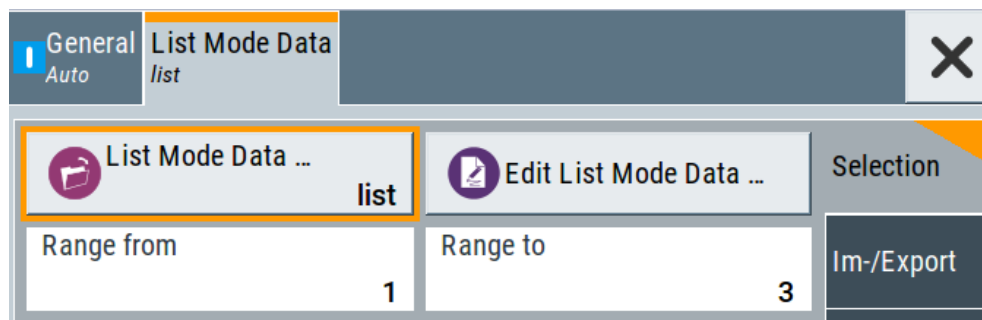 General
Auto
List Mode Data
list
List Mode Data ...
list
Edit List Mode Data ...
Selection
Range from
1
Range to
3
Im-/Export